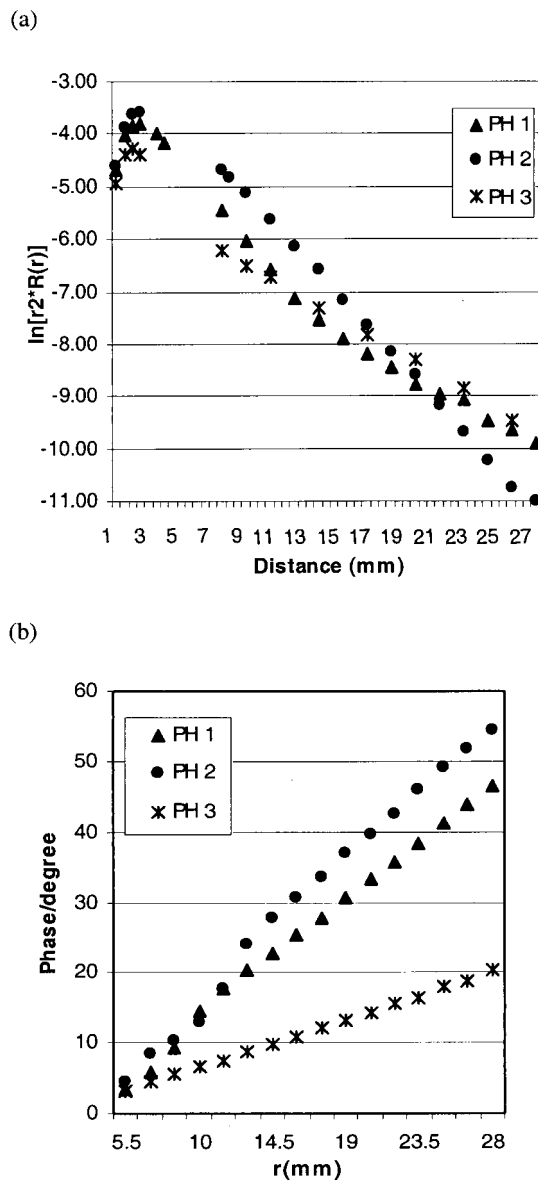 (a)
-3.00
-4.00
-5.00
-6.00
-7.00
-8.00
-9.00
-10.00
-11.00
ln[r2*R(r)]
PH 1
PH 2
PH 3
1 3 5 7 9 11 13 15 17 19 21 23 25 27
Distance (mm)
(b)
60
50
40
30
20
10
0
Phase/degree
PH 1
PH 2
PH 3
5.5 10 14.5 19 23.5 28
r(mm)